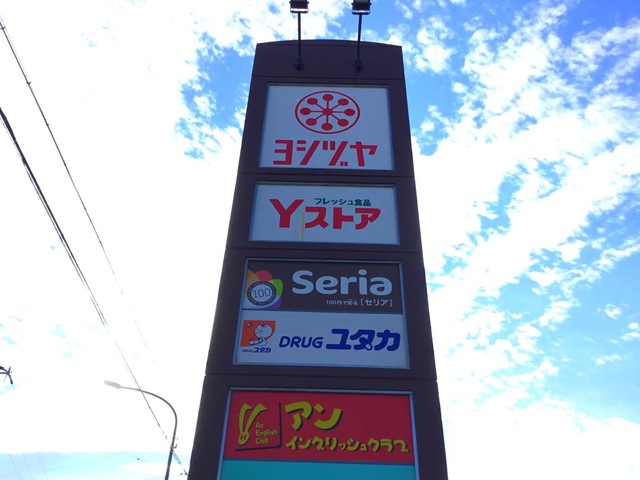 ヨシヅヤ
フレッシュ食品
Yストア
100
Seria
100円で彩る[セリア]
DRUG ユタカ
DRUG ユタカ
An
English
Club
アン
イングリッシュクラブ